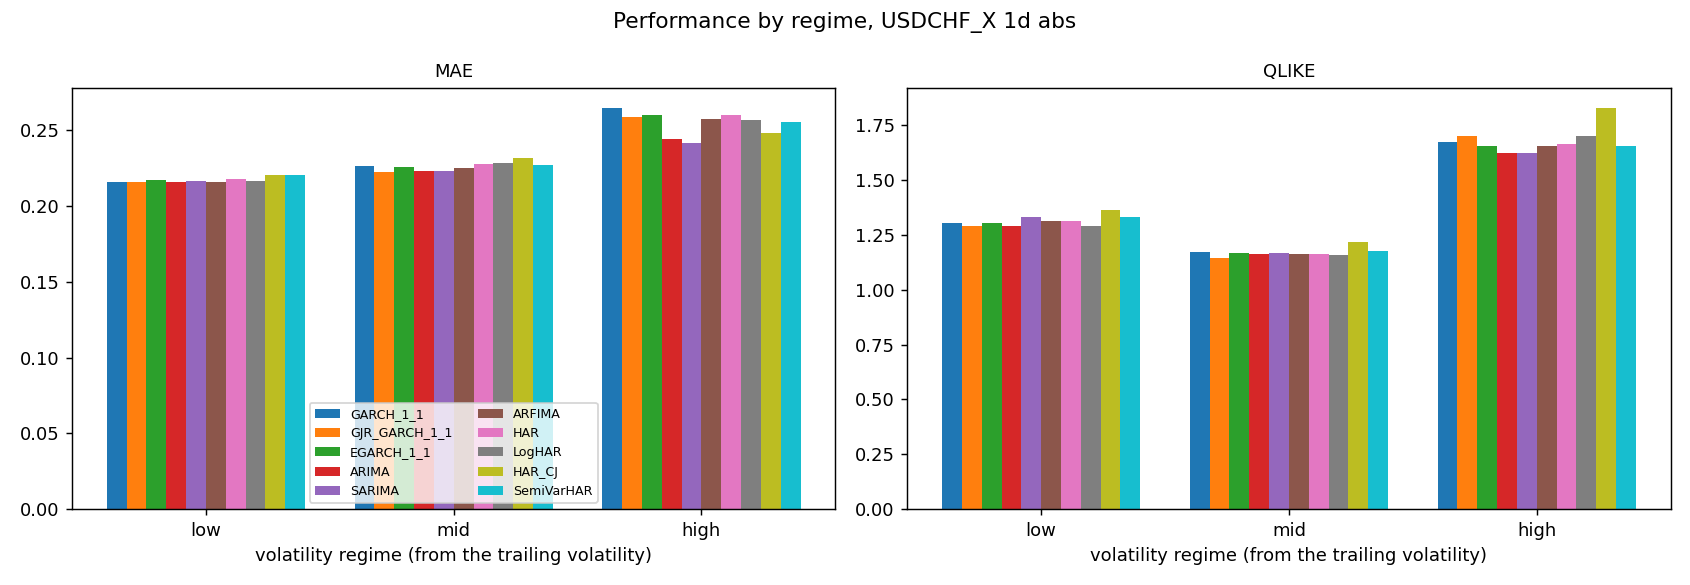 Performance by regime, USDCHF_X 1d abs
MAE
0.25
0.20
0.15
0.10
0.05
0.00
GARCH_1_1
GJR_GARCH_1_1
EGARCH_1_1
ARIMA
SARIMA
ARFIMA
HAR
LogHAR
HAR_CJ
SemiVarHAR
low
mid
high
volatility regime (from the trailing volatility)
QLIKE
1.75
1.50
1.25
1.00
0.75
0.50
0.25
0.00
low
mid
high
volatility regime (from the trailing volatility)